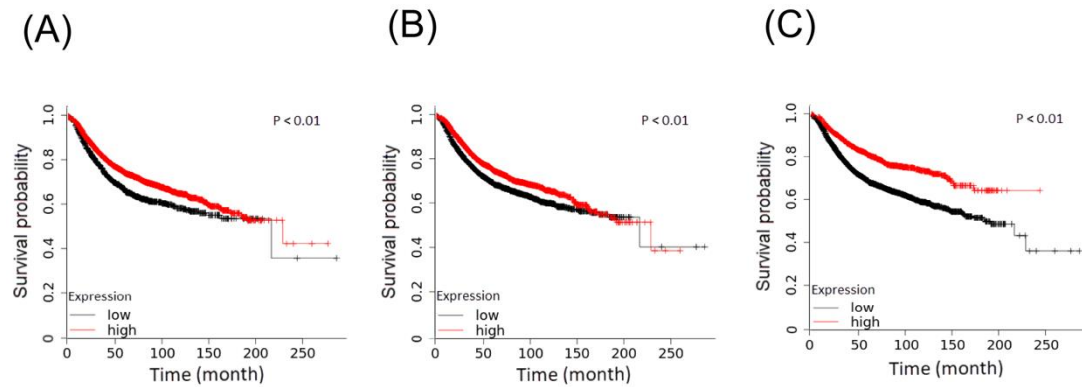 (A)
P < 0.01
Survival probability
1.0
0.8
0.6
0.4
0.2
0
Expression
low
high
0 50 100 150 200 250
Time (month)
(B)
P < 0.01
Survival probability
1.0
0.8
0.6
0.4
0.2
0
Expression
low
high
0 50 100 150 200 250
Time (month)
(C)
P < 0.01
Survival probability
1.0
0.8
0.6
0.4
0.2
0
Expression
low
high
0 50 100 150 200 250
Time (month)